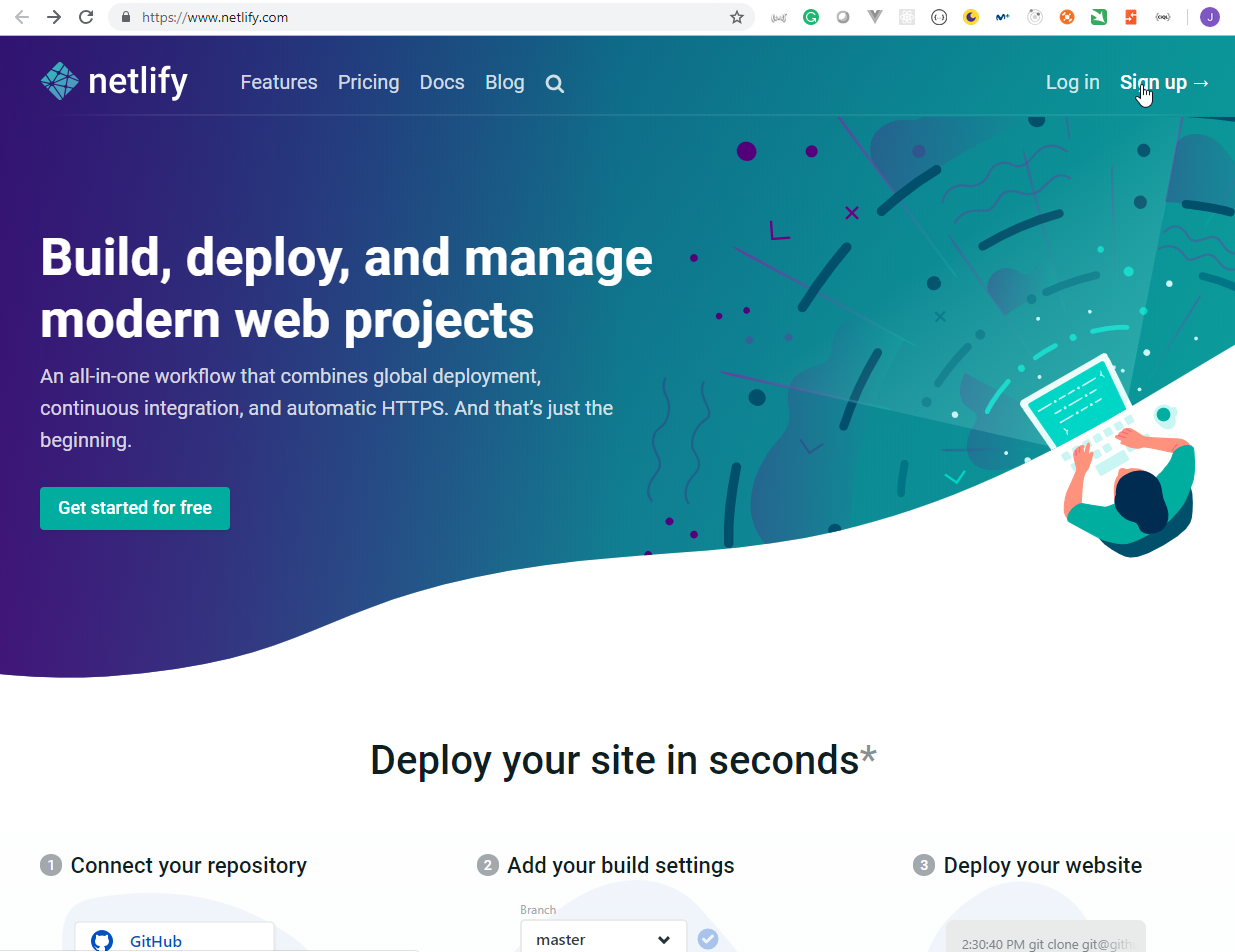 https://www.netlify.com
J
netlify Features Pricing Docs Blog Log in Sign up →
Build, deploy, and manage
modern web projects
An all-in-one workflow that combines global deployment,
continuous integration, and automatic HTTPS. And that’s just the
beginning.
Get started for free
Deploy your site in seconds*
1 Connect your repository
GitHub
2 Add your build settings
Branch
master
3 Deploy your website
2:30:40 PM git clone git@gith